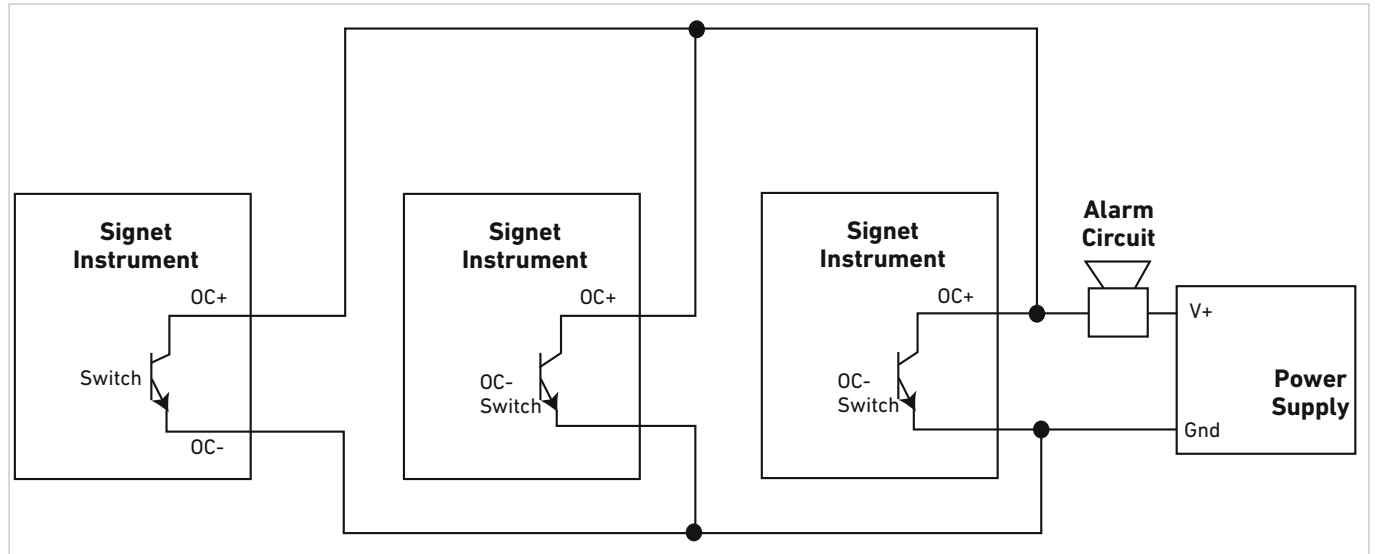 Signet
Instrument
OC+
Switch
OC-
Signet
Instrument
OC+
OC-
Switch
Signet
Instrument
OC+
OC-
Switch
Alarm
Circuit
V+
Power
Supply
Gnd